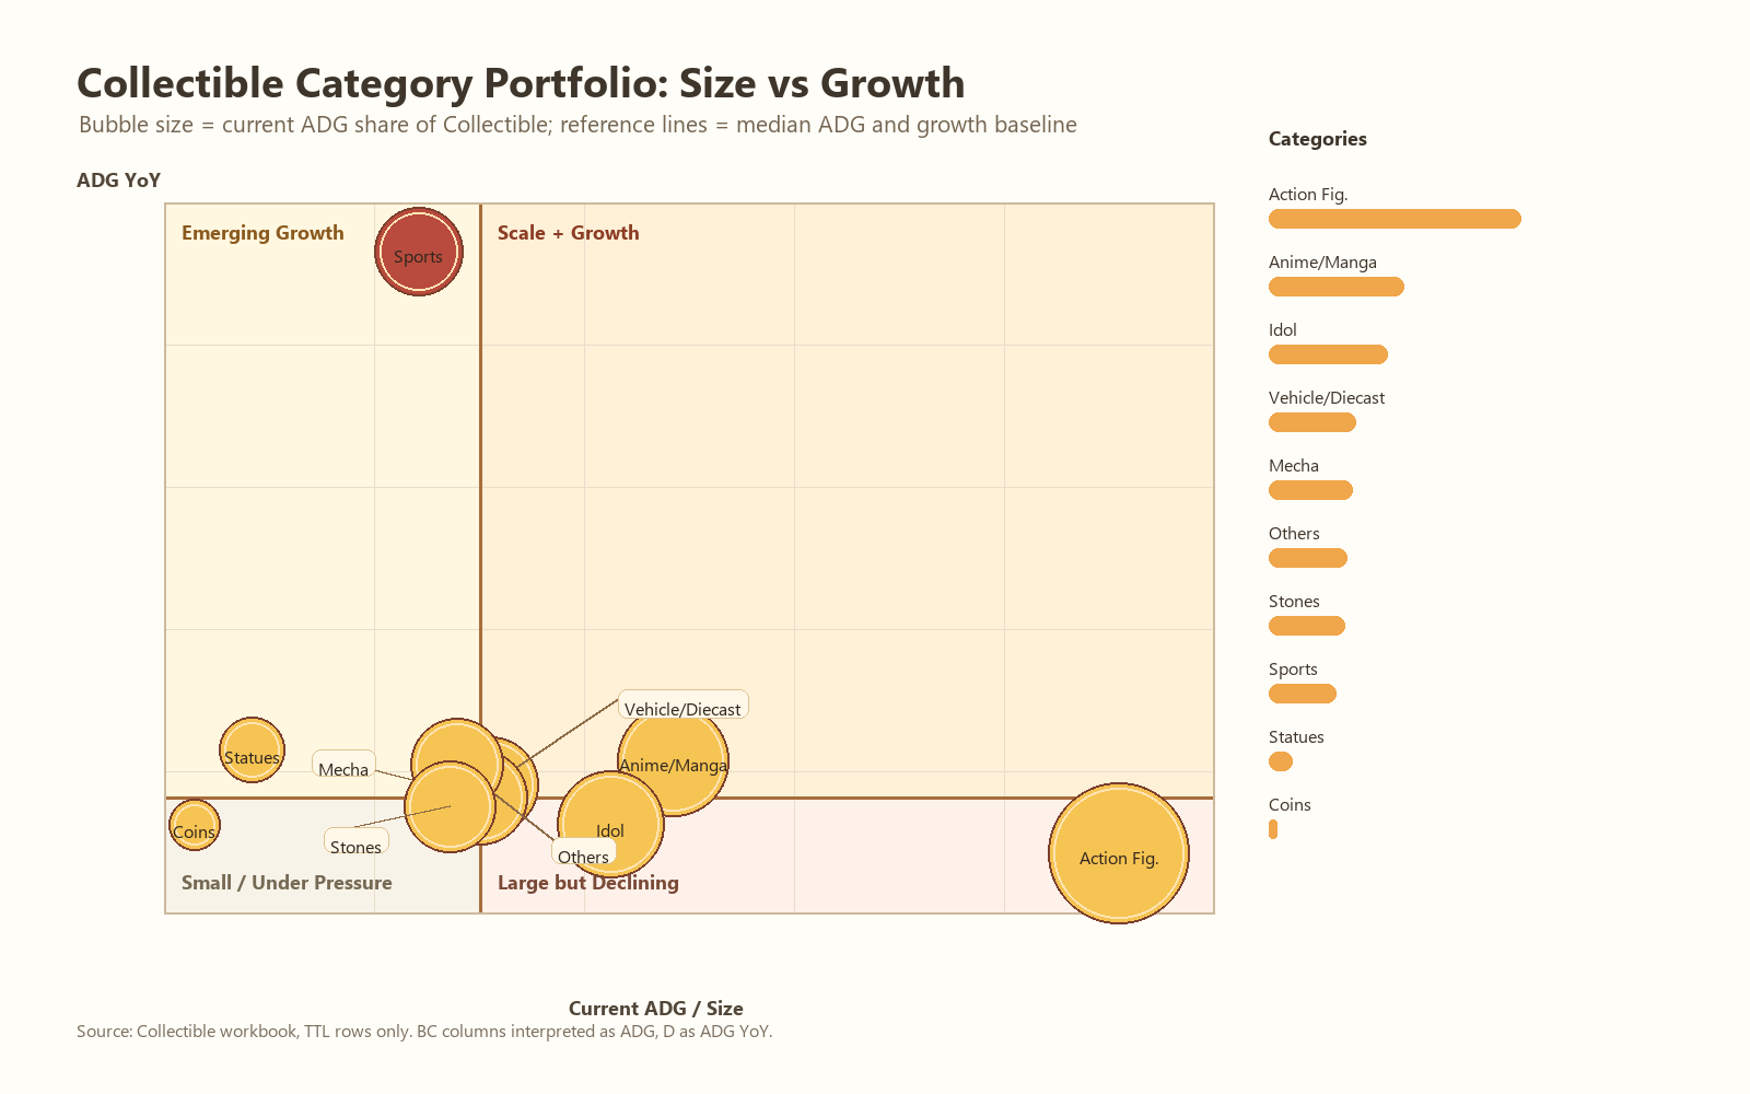 Collectible Category Portfolio: Size vs Growth
Bubble size = current ADG share of Collectible; reference lines = median ADG and growth baseline
ADG YoY
Emerging Growth
Scale + Growth
Sports
Vehicle/Diecast
Statues
Mecha
Anime/Manga
Coins
Stones
Idol
Others
Action Fig.
Small / Under Pressure
Large but Declining
Current ADG / Size
Source: Collectible workbook, TTL rows only. BC columns interpreted as ADG, D as ADG YoY.
Categories
Action Fig.
Anime/Manga
Idol
Vehicle/Diecast
Mecha
Others
Stones
Sports
Statues
Coins